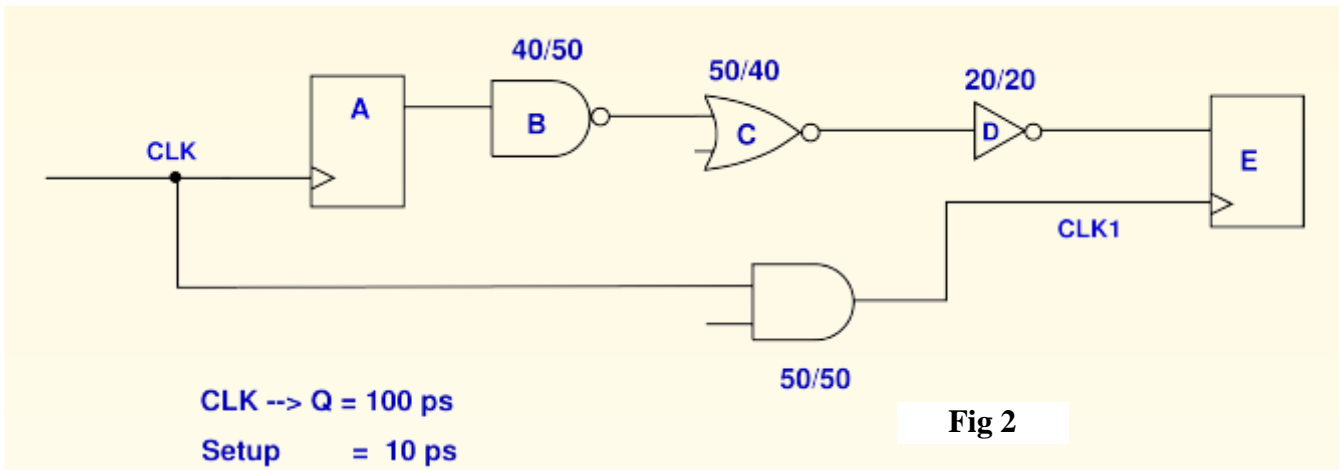 40/50
50/40
20/20
A
B
C
D
E
CLK
CLK1
50/50
CLK --> Q = 100 ps
Setup = 10 ps
Fig 2